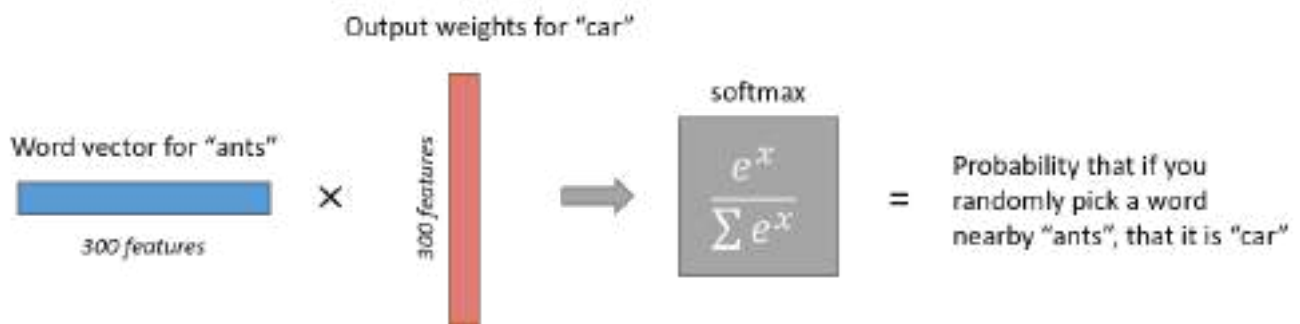 Output weights for “car”
softmax
Word vector for “ants”
300 features
×
300 features
e^x
∑ e^x
=
Probability that if you
randomly pick a word
nearby “ants”, that it is “car”